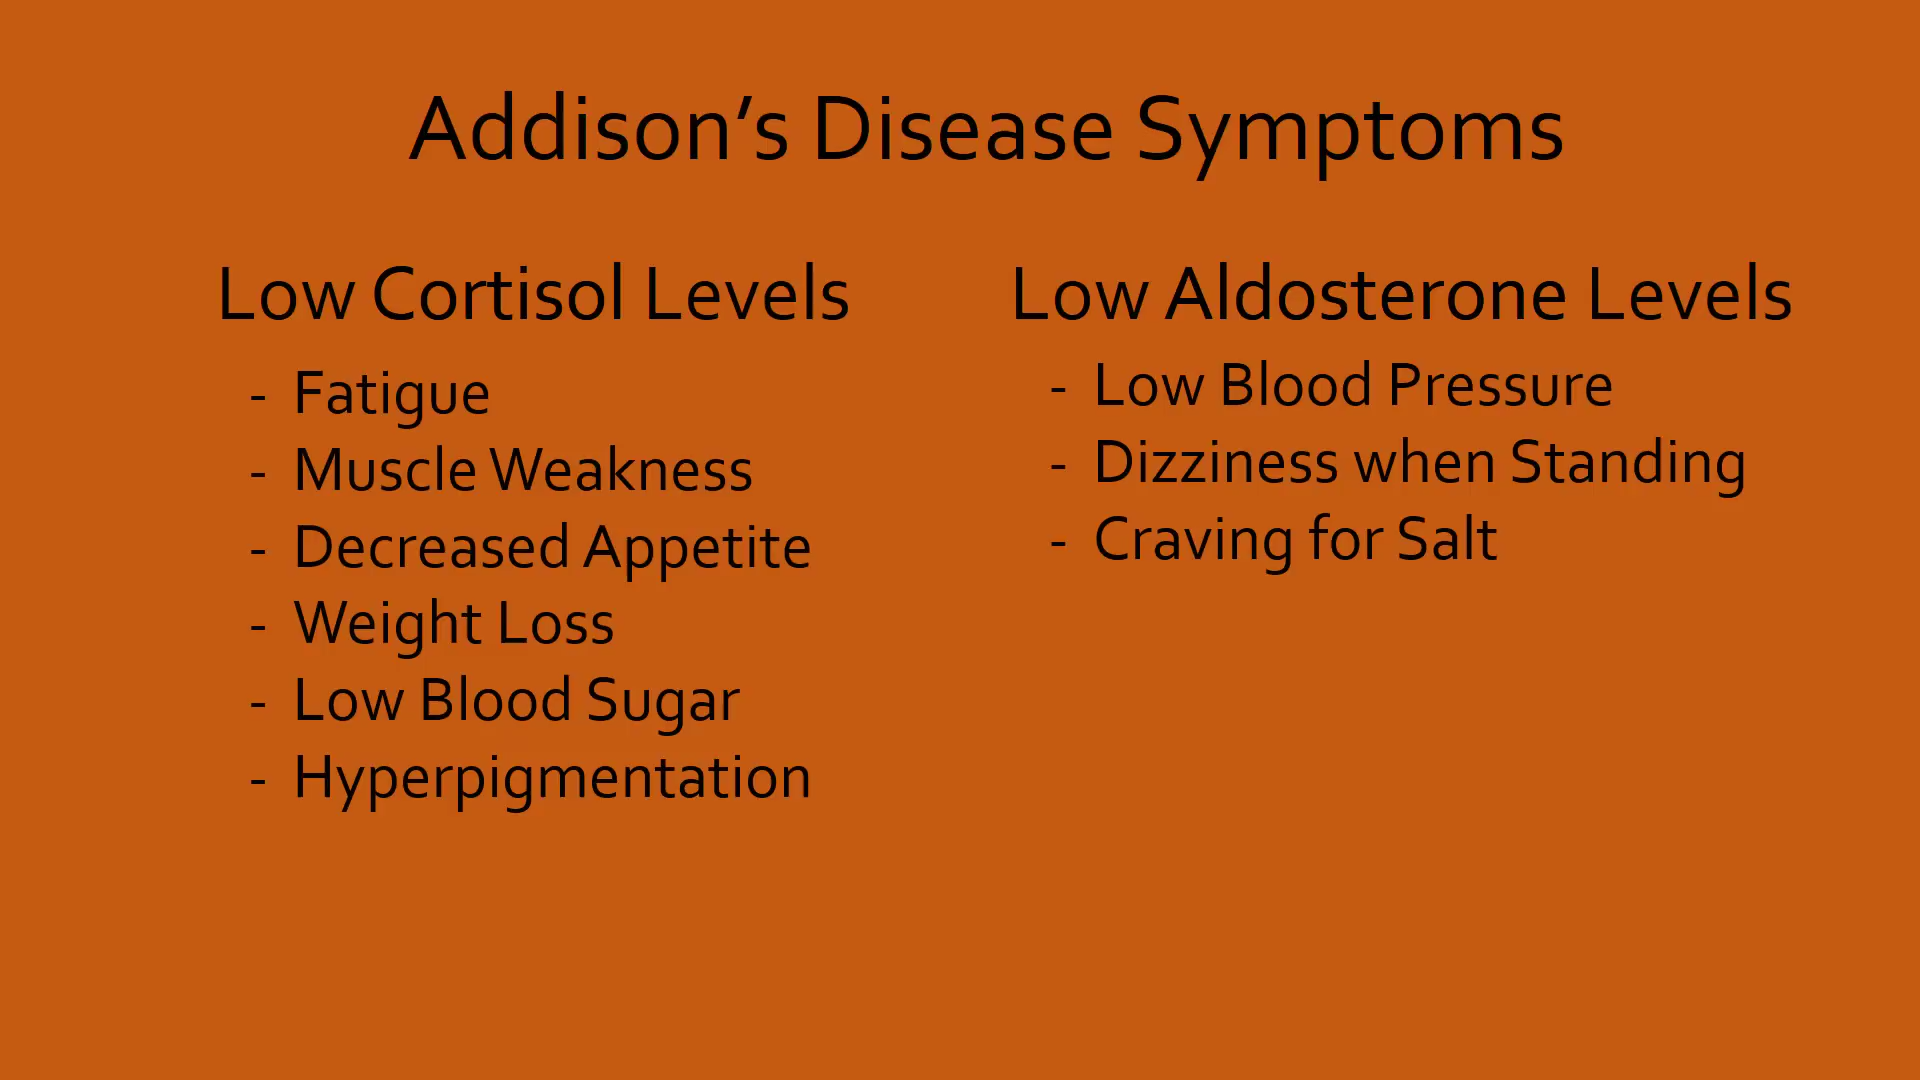 Addison's Disease Symptoms
Low Cortisol Levels
- Fatigue
- Muscle Weakness
- Decreased Appetite
- Weight Loss
- Low Blood Sugar
- Hyperpigmentation
Low Aldosterone Levels
- Low Blood Pressure
- Dizziness when Standing
- Craving for Salt